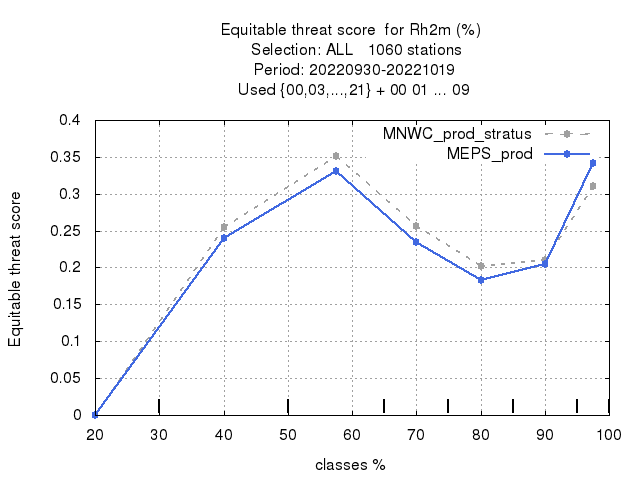 Equitable threat score  for Rh2m (%)
Selection: ALL   1060 stations
Period: 20220930-20221019
Used {00,03,...,21} + 00 01 ... 09
MNWC_prod_stratus
MEPS_prod
Equitable threat score
0.4
0.35
0.3
0.25
0.2
0.15
0.1
0.05
0
20 30 40 50 60 70 80 90 100
classes %